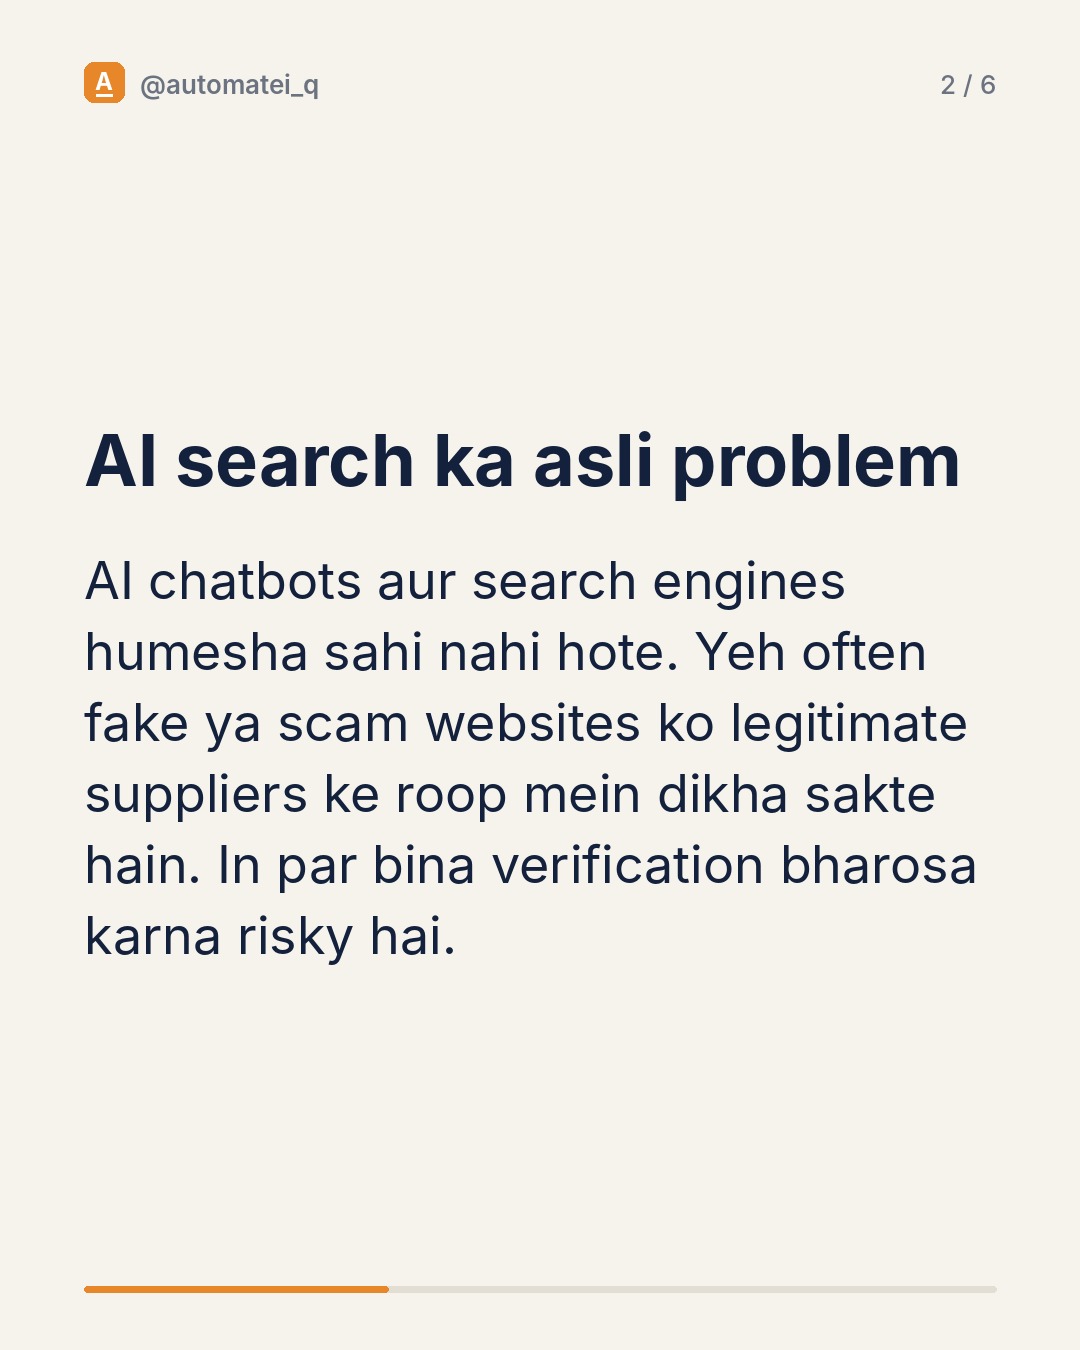 A @automatei_q 2 / 6
AI search ka asli problem
AI chatbots aur search engines
humesha sahi nahi hote. Yeh often
fake ya scam websites ko legitimate
suppliers ke roop mein dikha sakte
hain. In par bina verification bharosa
karna risky hai.